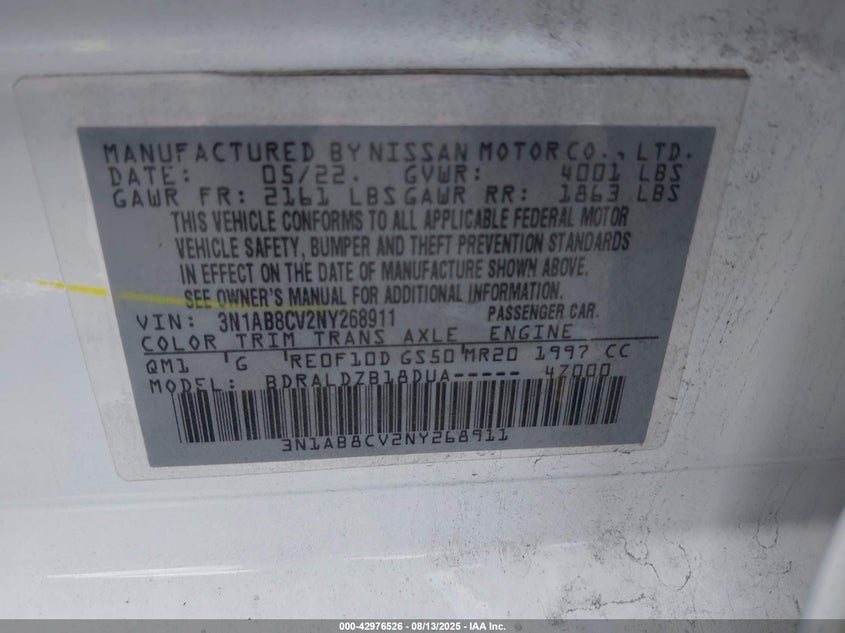 MANUFACTURED BY NISSAN MOTOR CO., LTD.
DATE: 05/22. GVWR: 4001 LBS
GAWR FR: 2161 LBS GAWR RR: 1863 LBS
THIS VEHICLE CONFORMS TO ALL APPLICABLE FEDERAL MOTOR
VEHICLE SAFETY, BUMPER AND THEFT PREVENTION STANDARDS
IN EFFECT ON THE DATE OF MANUFACTURE SHOWN ABOVE.
SEE OWNER'S MANUAL FOR ADDITIONAL INFORMATION.
VIN: 3N1AB8CV2NY268911 PASSENGER CAR.
COLOR TRIM TRANS AXLE ENGINE
QM1 'G 'RE0F10D GS50'MR20 1997 CC
MODEL: BDRALDZB18DUA----- 4Z000
3N1AB8CV2NY268911
000-42976526 - 08/13/2025 - IAA Inc.